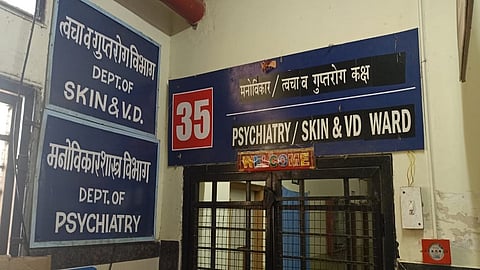 त्वचा व गुप्तरोग विभाग
DEPT. OF
SKIN & V.D.
मनोविकारशास्त्र विभाग
DEPT. OF
PSYCHIATRY
35
मनोविकार / त्वचा व गुप्तरोग कक्ष
PSYCHIATRY / SKIN & VD WARD
WELCOME